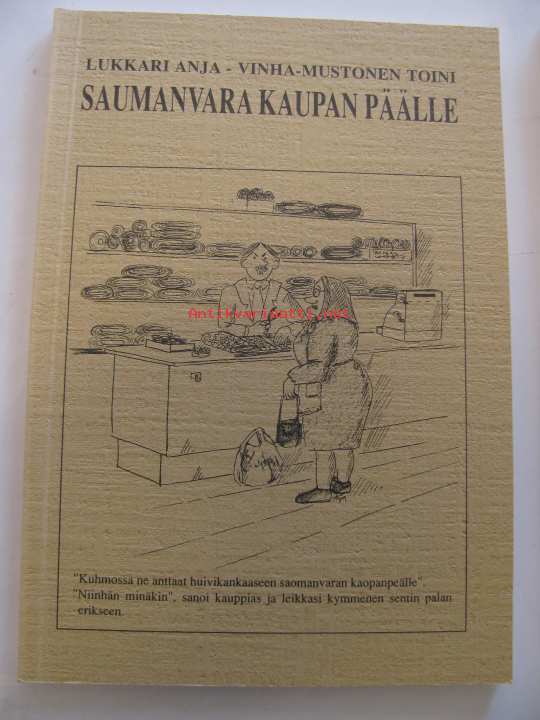 LUKKARI ANJA - VINHA-MUSTONEN TOINI
SAUMANVARA KAUPAN PÄÄLLE
Antikvariaatti.net
"Kuhmossa ne anttaat huivikankaaseen saomanvaran kaopanpeälle".
"Niinhän minäkin", sanoi kauppias ja leikkasi kymmenen sentin palan
erikseen.